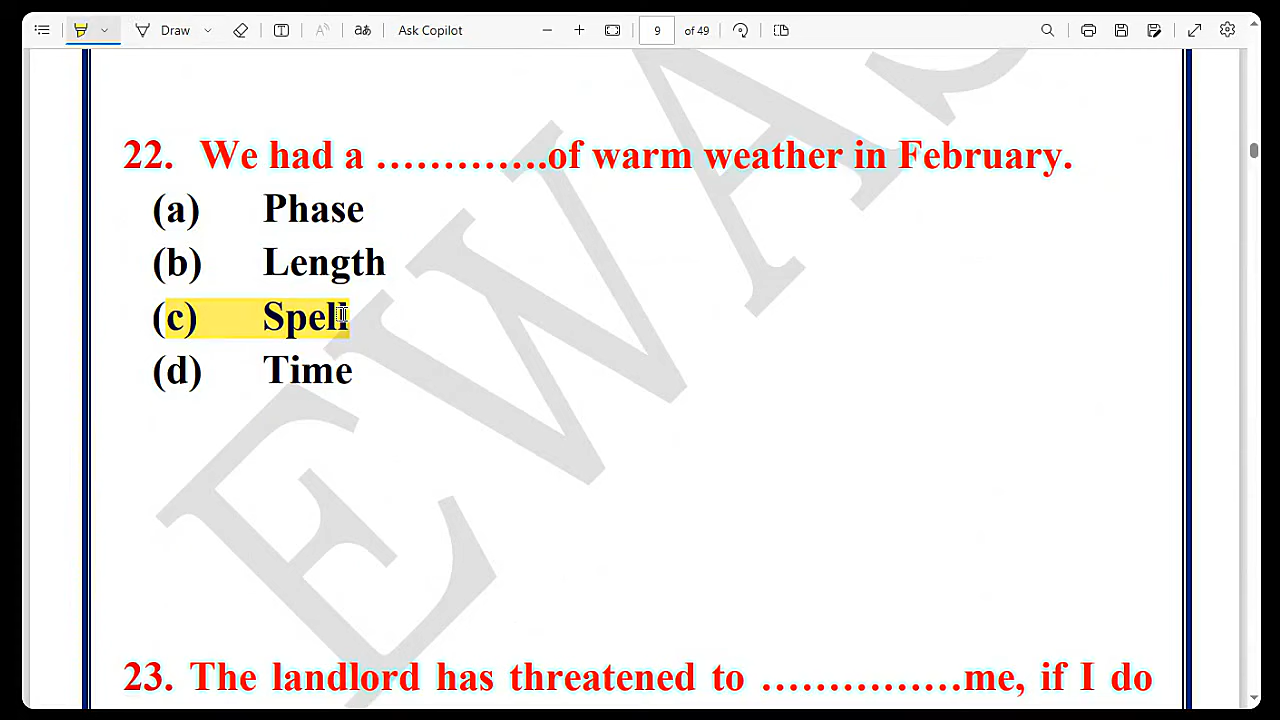 Draw
Ask Copilot
9 of 49
22. We had a .............of warm weather in February.
(a) Phase
(b) Length
(c) Spell
(d) Time
23. The landlord has threatened to ...............me, if I do
EWAS